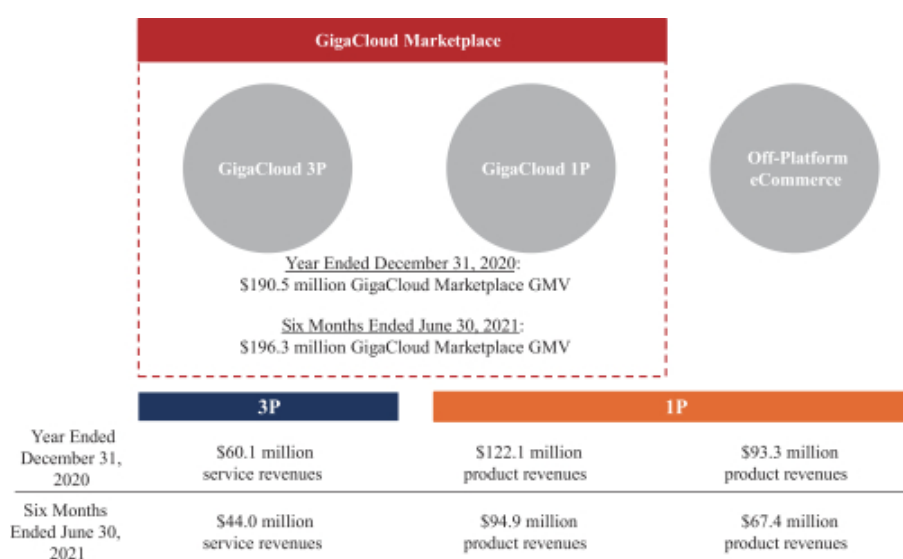 GigaCloud Marketplace
GigaCloud 3P
GigaCloud 1P
Off-Platform
eCommerce
Year Ended December 31, 2020:
$190.5 million GigaCloud Marketplace GMV
Six Months Ended June 30, 2021:
$196.3 million GigaCloud Marketplace GMV
3P
1P
Year Ended
December 31,
2020
$60.1 million
service revenues
$122.1 million
product revenues
$93.3 million
product revenues
Six Months
Ended June 30,
2021
$44.0 million
service revenues
$94.9 million
product revenues
$67.4 million
product revenues